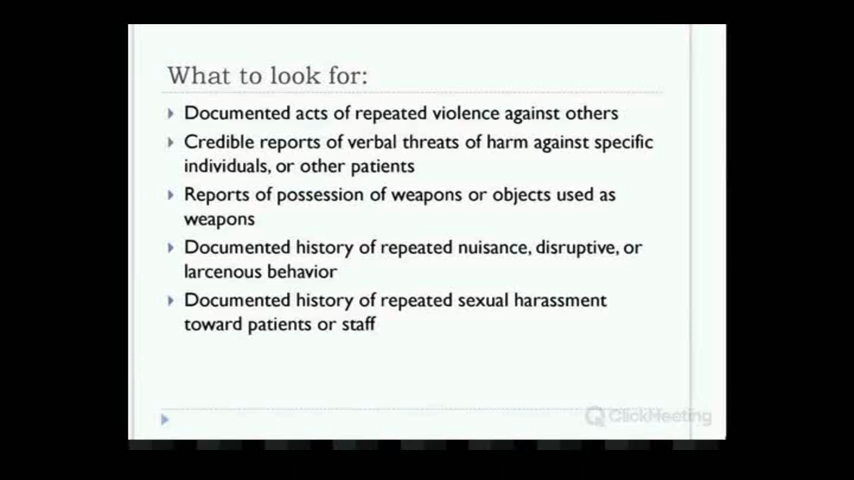 What to look for:
Documented acts of repeated violence against others
Credible reports of verbal threats of harm against specific
individuals, or other patients
Reports of possession of weapons or objects used as
weapons
Documented history of repeated nuisance, disruptive, or
larcenous behavior
Documented history of repeated sexual harassment
toward patients or staff
ClickMeeting